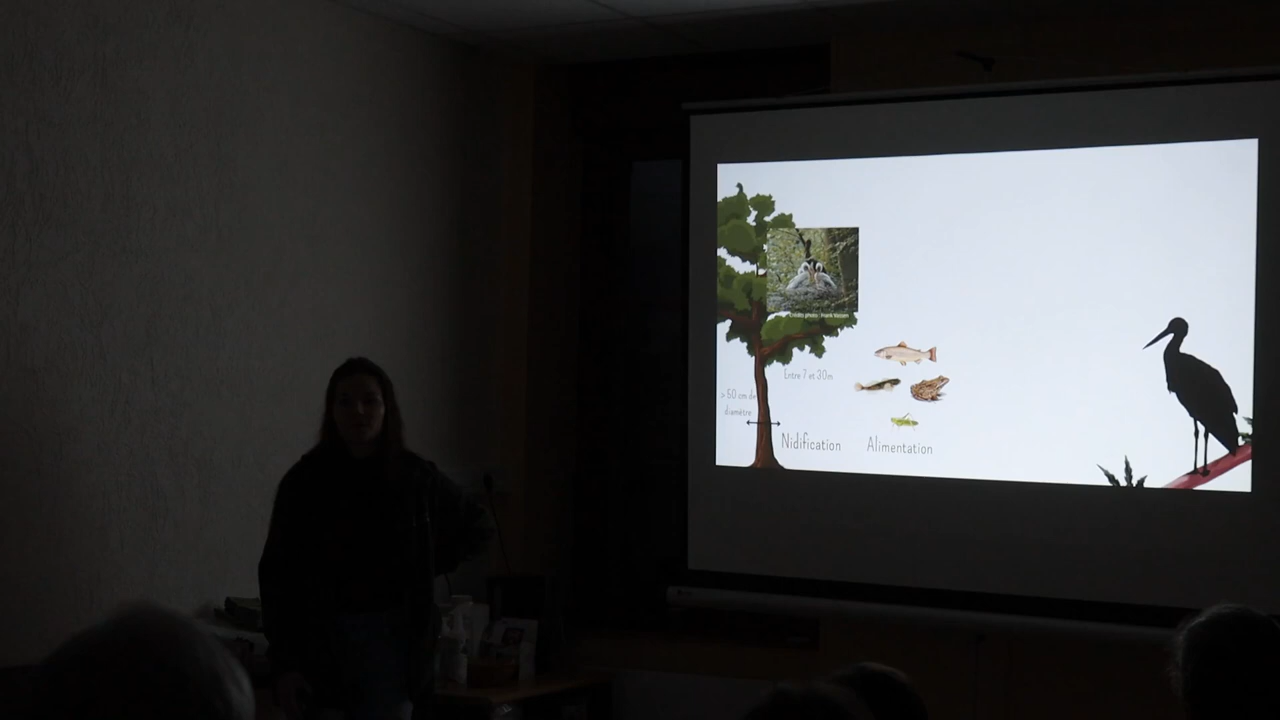 Entre 7 et 30m
> 60 cm de
diamètre
Nidification
Alimentation